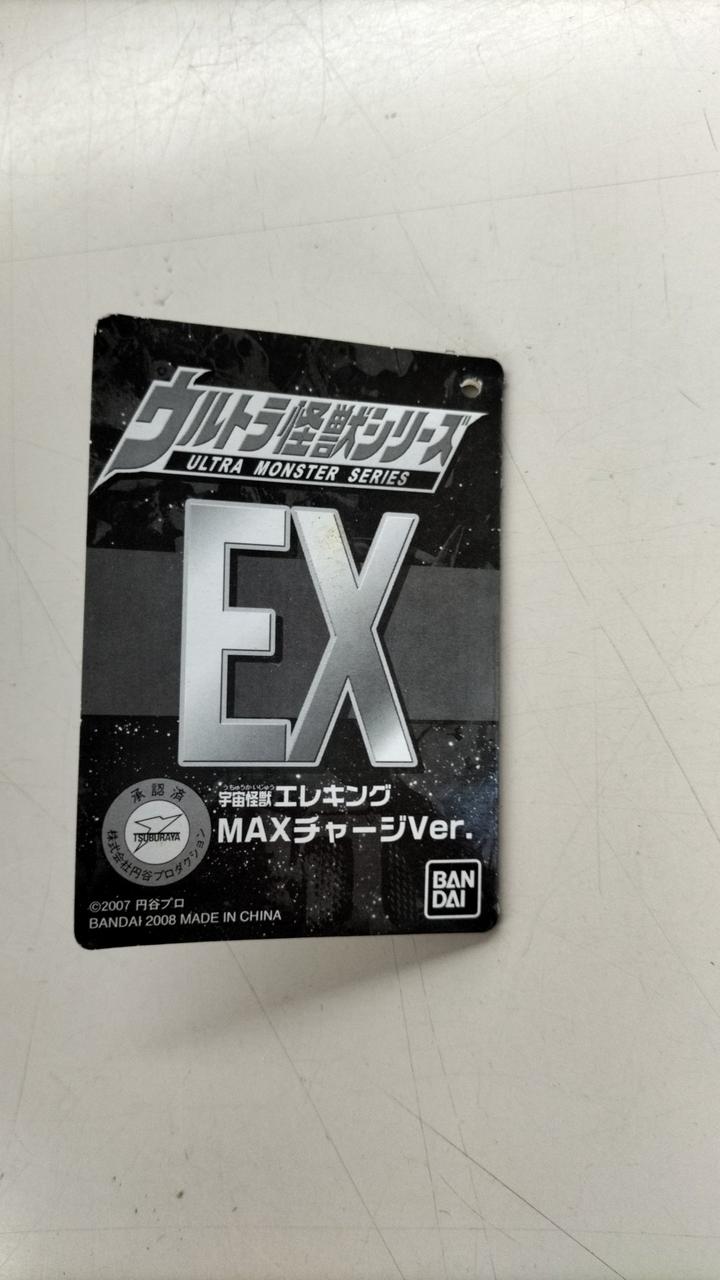 ウルトラ怪獣シリーズ
ULTRA MONSTER SERIES
EX
うちゅうかいじゅう
宇宙怪獣エレキング
MAXチャージVer.
承認済
TSUBURAYA
株式会社円谷プロダクション
BAN
DAI
©2007 円谷プロ
BANDAI 2008 MADE IN CHINA